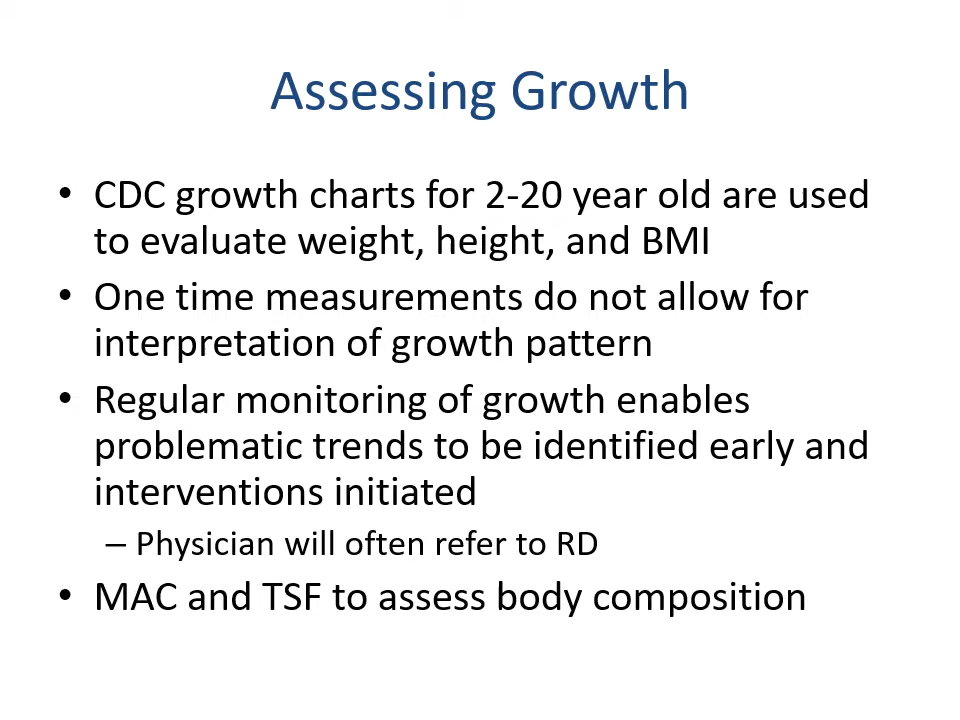 Assessing Growth
• CDC growth charts for 2-20 year old are used
to evaluate weight, height, and BMI
• One time measurements do not allow for
interpretation of growth pattern
• Regular monitoring of growth enables
problematic trends to be identified early and
interventions initiated
– Physician will often refer to RD
• MAC and TSF to assess body composition